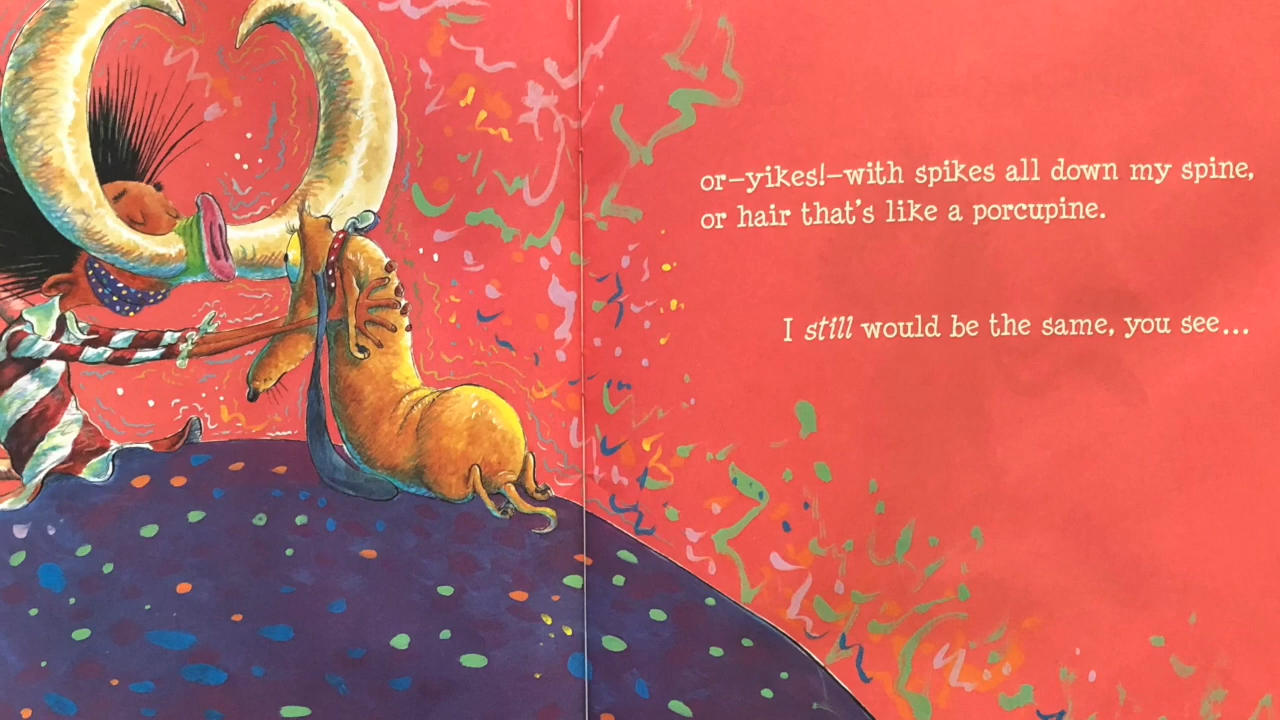 or—yikes!—with spikes all down my spine,
or hair that's like a porcupine.
I still would be the same, you see...